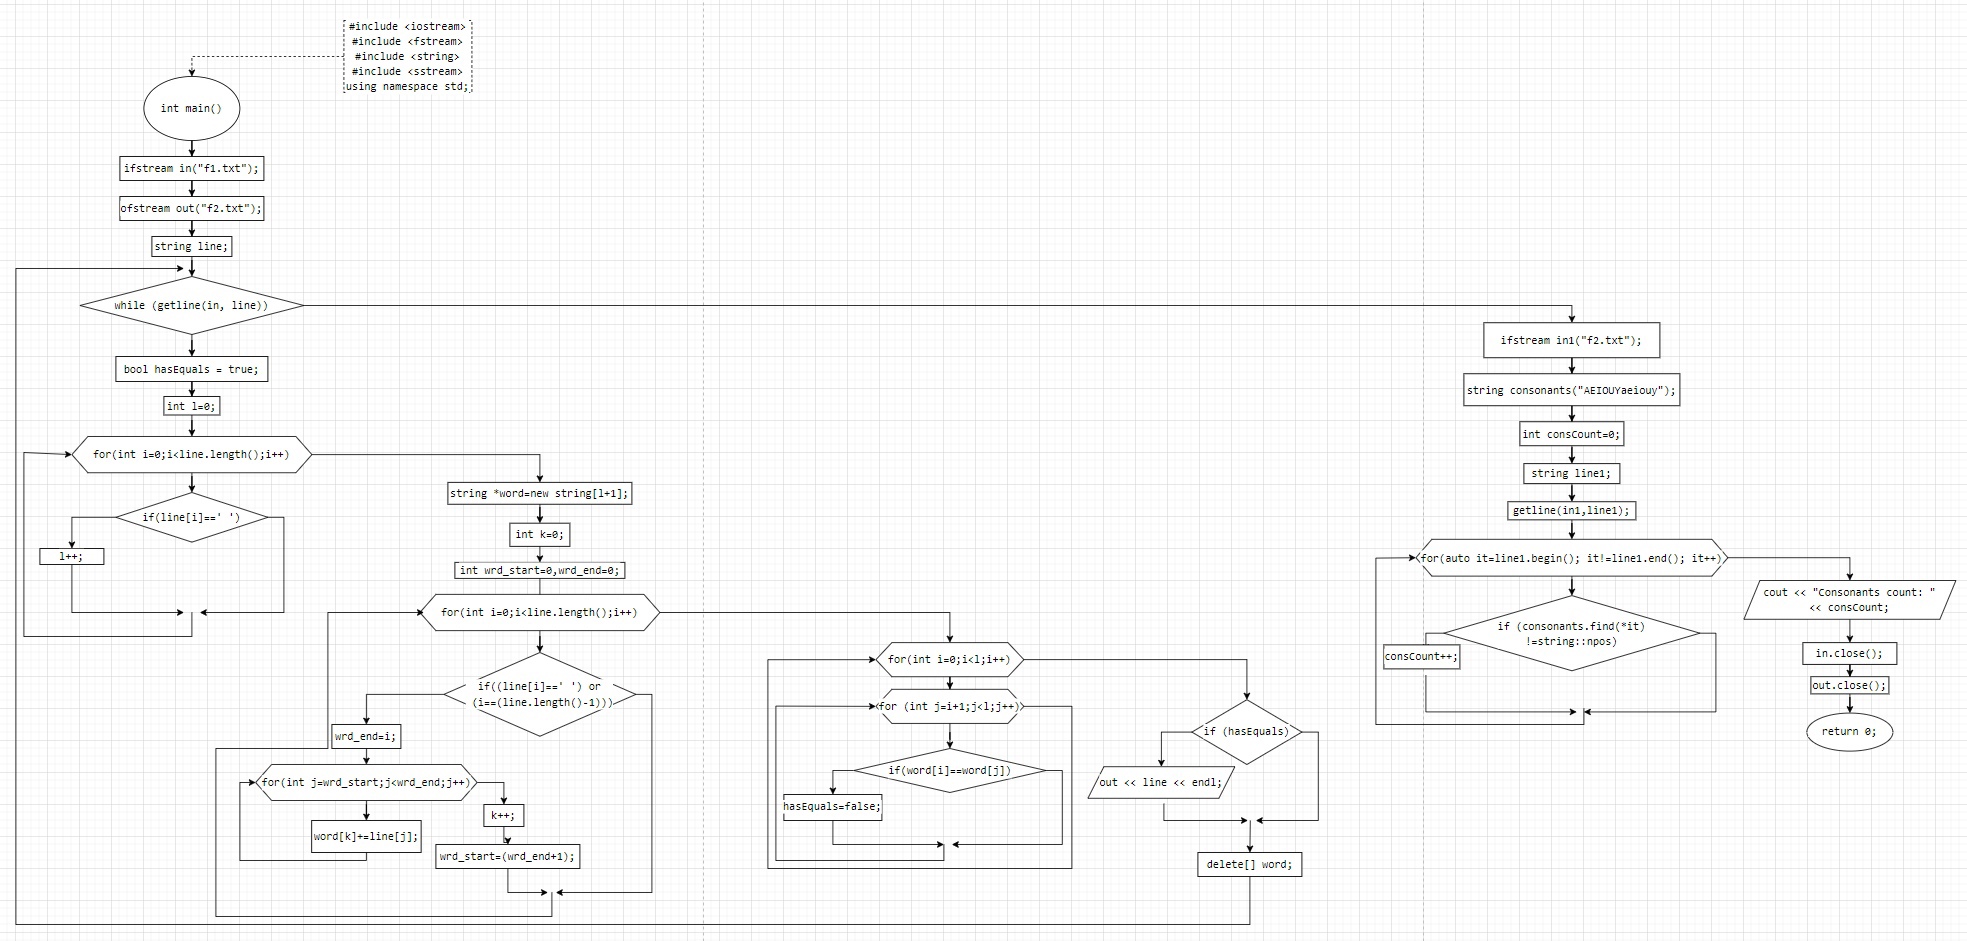 #include <iostream>
#include <fstream>
#include <string>
#include <sstream>
using namespace std;
int main()
ifstream in("f1.txt");
ofstream out("f2.txt");
string line;
while (getline(in, line))
bool hasEquals = true;
int l=0;
for(int i=0;i<line.length();i++)
if(line[i]==' ')
l++;
string *word=new string[l+1];
int k=0;
int wrd_start=0,wrd_end=0;
for(int i=0;i<line.length();i++)
if((line[i]==' ') or
(i==(line.length()-1)))
wrd_end=i;
for(int j=wrd_start;j<wrd_end;j++)
word[k]+=line[j];
k++;
wrd_start=(wrd_end+1);
for(int i=0;i<l;i++)
for (int j=i+1;j<l;j++)
if(word[i]==word[j])
hasEquals=false;
if (hasEquals)
out << line << endl;
delete[] word;
ifstream in1("f2.txt");
string consonants("AEIOUYaeiouy");
int consCount=0;
string line1;
getline(in1,line1);
for(auto it=line1.begin(); it!=line1.end(); it++)
if (consonants.find(*it)
!=string::npos)
consCount++;
cout << "Consonants count: "
<< consCount;
in.close();
out.close();
return 0;